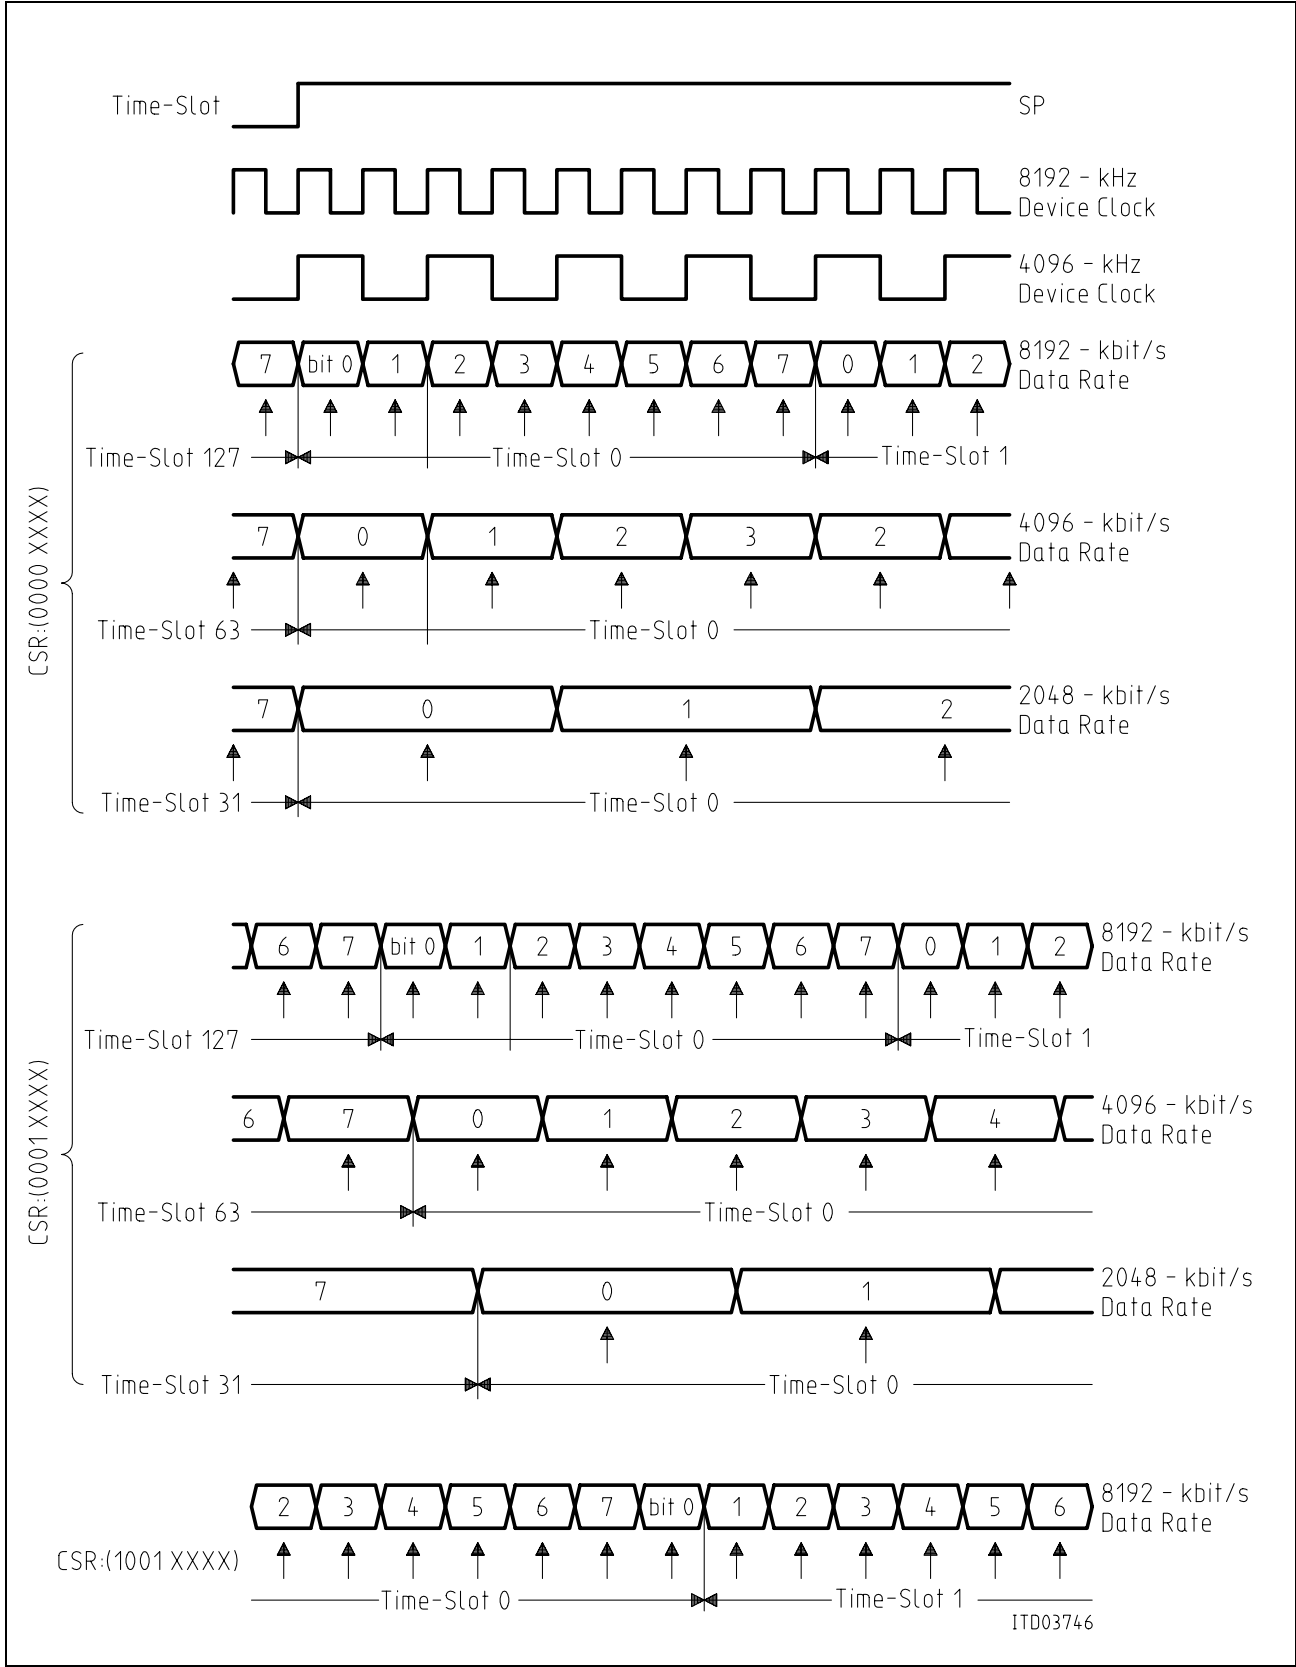 Time-Slot
SP
8192 - kHz
Device Clock
4096 - kHz
Device Clock
CSR:(0000 XXXX)
7 bit 0 1 2 3 4 5 6 7 0 1 2
8192 - kbit/s
Data Rate
Time-Slot 127 Time-Slot 0 Time-Slot 1
7 0 1 2 3 2
4096 - kbit/s
Data Rate
Time-Slot 63 Time-Slot 0
7 0 1 2
2048 - kbit/s
Data Rate
Time-Slot 31 Time-Slot 0
CSR:(0001 XXXX)
6 7 bit 0 1 2 3 4 5 6 7 0 1 2
8192 - kbit/s
Data Rate
Time-Slot 127 Time-Slot 0 Time-Slot 1
6 7 0 1 2 3 4
4096 - kbit/s
Data Rate
Time-Slot 63 Time-Slot 0
7 0 1
2048 - kbit/s
Data Rate
Time-Slot 31 Time-Slot 0
2 3 4 5 6 7 bit 0 1 2 3 4 5 6
8192 - kbit/s
Data Rate
CSR:(1001 XXXX)
Time-Slot 0 Time-Slot 1
ITD03746